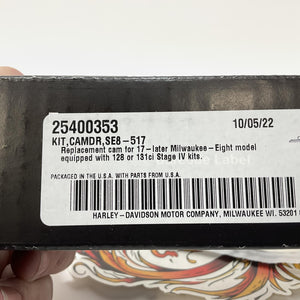 25400353 10/05/22
KIT,CAMDR,SE8-517
Replacement cam for 17-later Milwaukee-Eight model
equipped with 128 or 131ci Stage IV kits.
Label
PACKAGED IN THE U.S.A. WITH PARTS FROM U.S.A.
HARLEY-DAVIDSON MOTOR COMPANY, MILWAUKEE WI. 53201